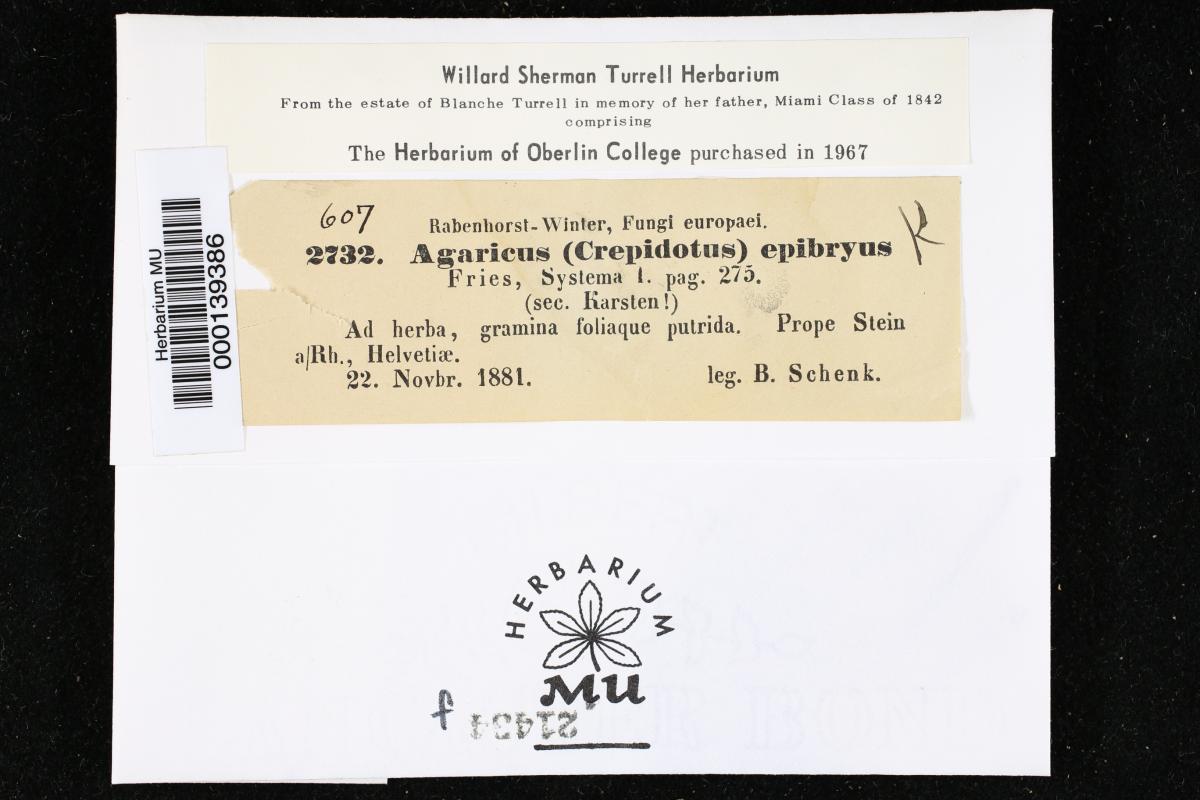 Willard Sherman Turrell Herbarium
From the estate of Blanche Turrell in memory of her father, Miami Class of 1842
comprising
The Herbarium of Oberlin College purchased in 1967
Herbarium MU
000139386
607
K
Rabenhorst-Winter, Fungi europaei.
2732. Agaricus (Crepidotus) epibryus
Fries, Systema I. pag. 275.
(sec. Karsten!)
Ad herba, gramina foliaque putrida. Prope Stein
a/Rh., Helvetiæ.
22. Novbr. 1881. leg. B. Schenk.
HERBARIUM
MU
f 21454